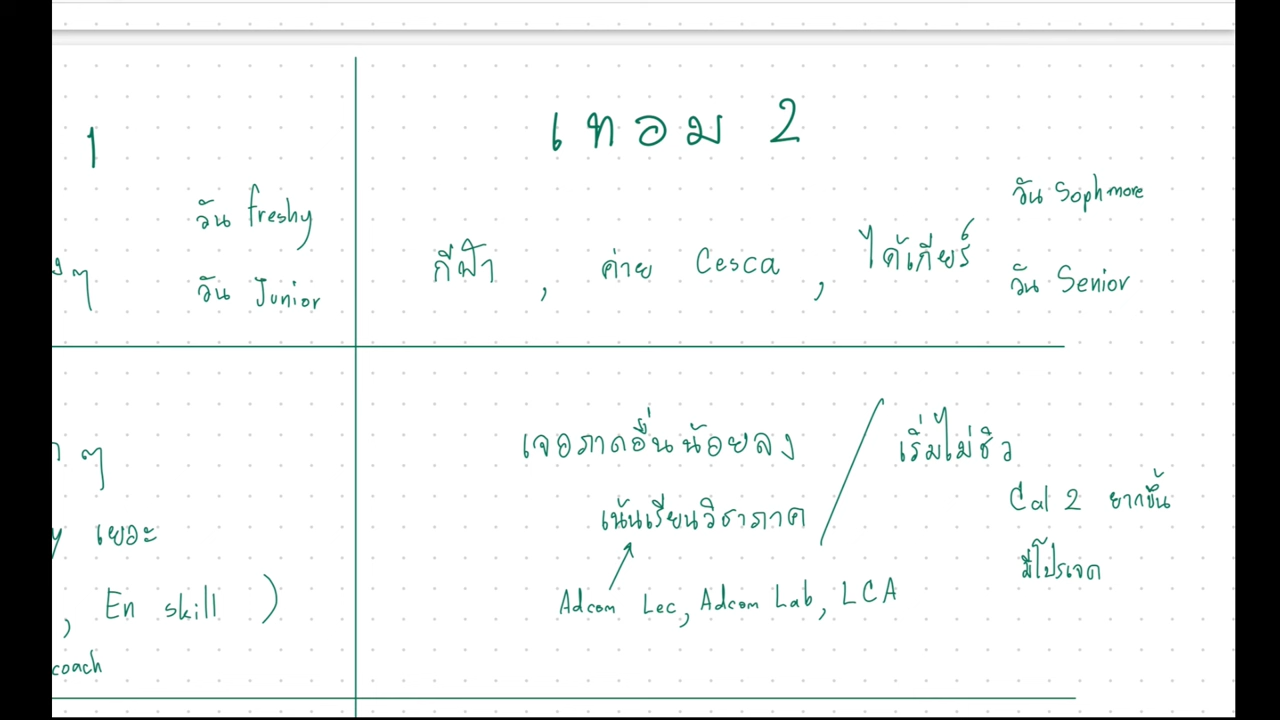 1
เทอม 2
วัน freshy
วัน Junior
กีฬา , ค่าย Cesca , ได้เกียร์
วัน Sophmore
วัน Senior
ๆ
เจอภาคอื่นน้อยลง
เน้นเรียนวิชาภาค
Adcom Lec, Adcom Lab, LCA
เริ่มไม่ชิว
Cal 2 ยากขึ้น
มีโปรเจค
ๆ
y เยอะ
, En skill )
coach